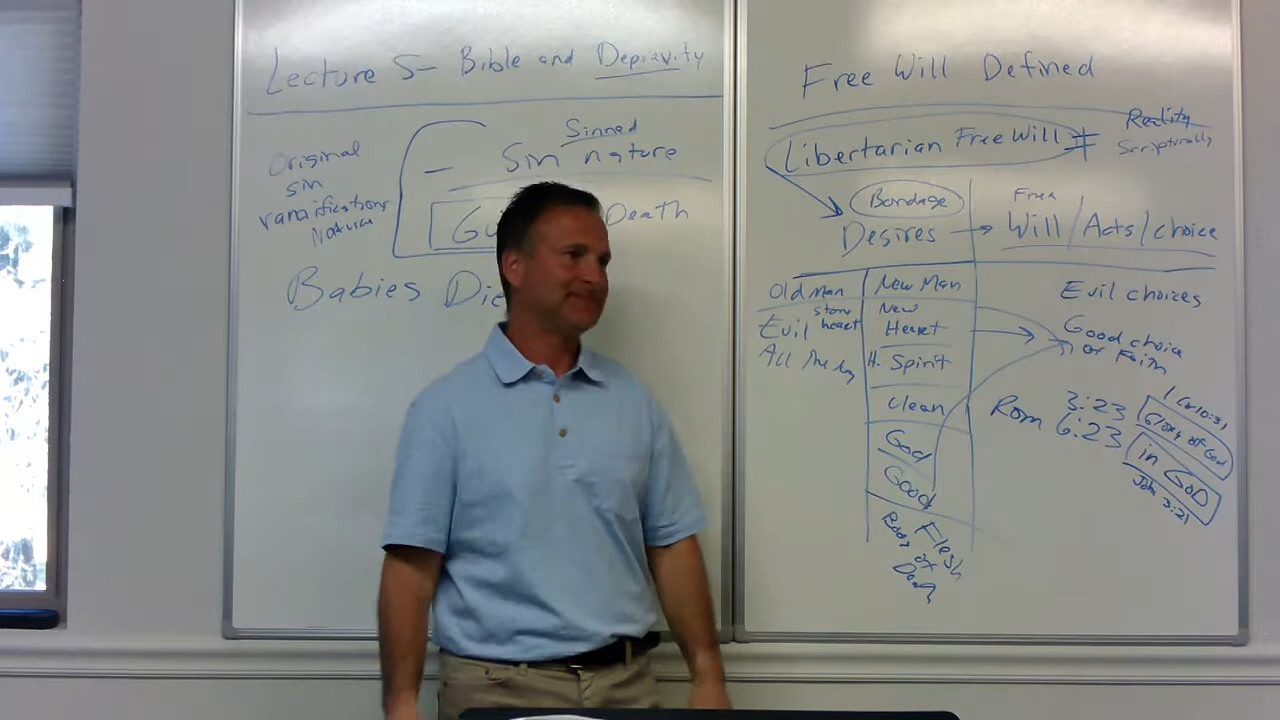 Lecture 5- Bible and Depravity
Original
sin
ramifications
Nature
Sinned
- Sin nature
Gu
Death
Babies Die
Free Will Defined
Libertarian Free Will ≠
Reality
Scripturally
Bondage
Desires
Free
Will / Acts / choice
Old man
New Man
stone
Evil heart
All the day
New
Heart
H. Spirit
Clean
God
Good
Flesh
Body of
Death
Evil choices
Good choice
of Faith
Rom 3:23
6:23
1 Cor 10:31
Glory of God
in GOD
John 3:21